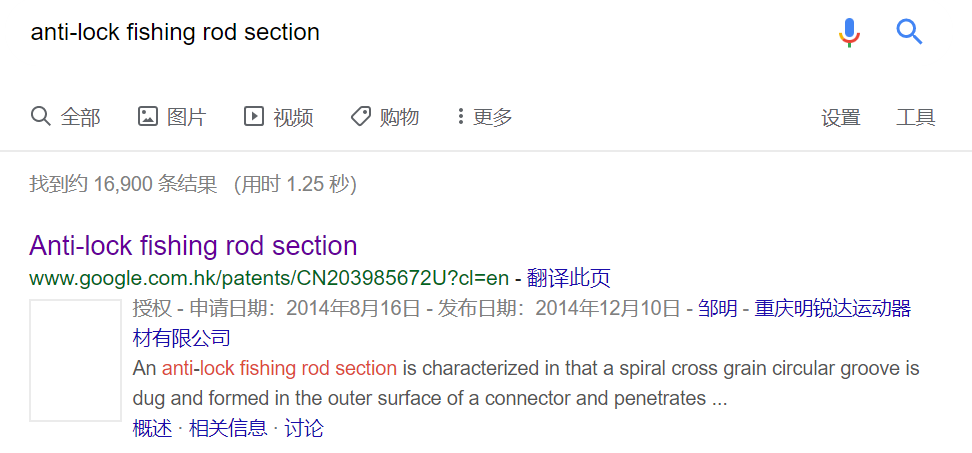 anti-lock fishing rod section
全部 图片 视频 购物 更多 设置 工具
找到约 16,900 条结果 （用时 1.25 秒）
Anti-lock fishing rod section
www.google.com.hk/patents/CN203985672U?cl=en - 翻译此页
授权 - 申请日期：2014年8月16日 - 发布日期：2014年12月10日 - 邹明 - 重庆明锐达运动器
材有限公司
An anti-lock fishing rod section is characterized in that a spiral cross grain circular groove is
dug and formed in the outer surface of a connector and penetrates ...
概述 · 相关信息 · 讨论